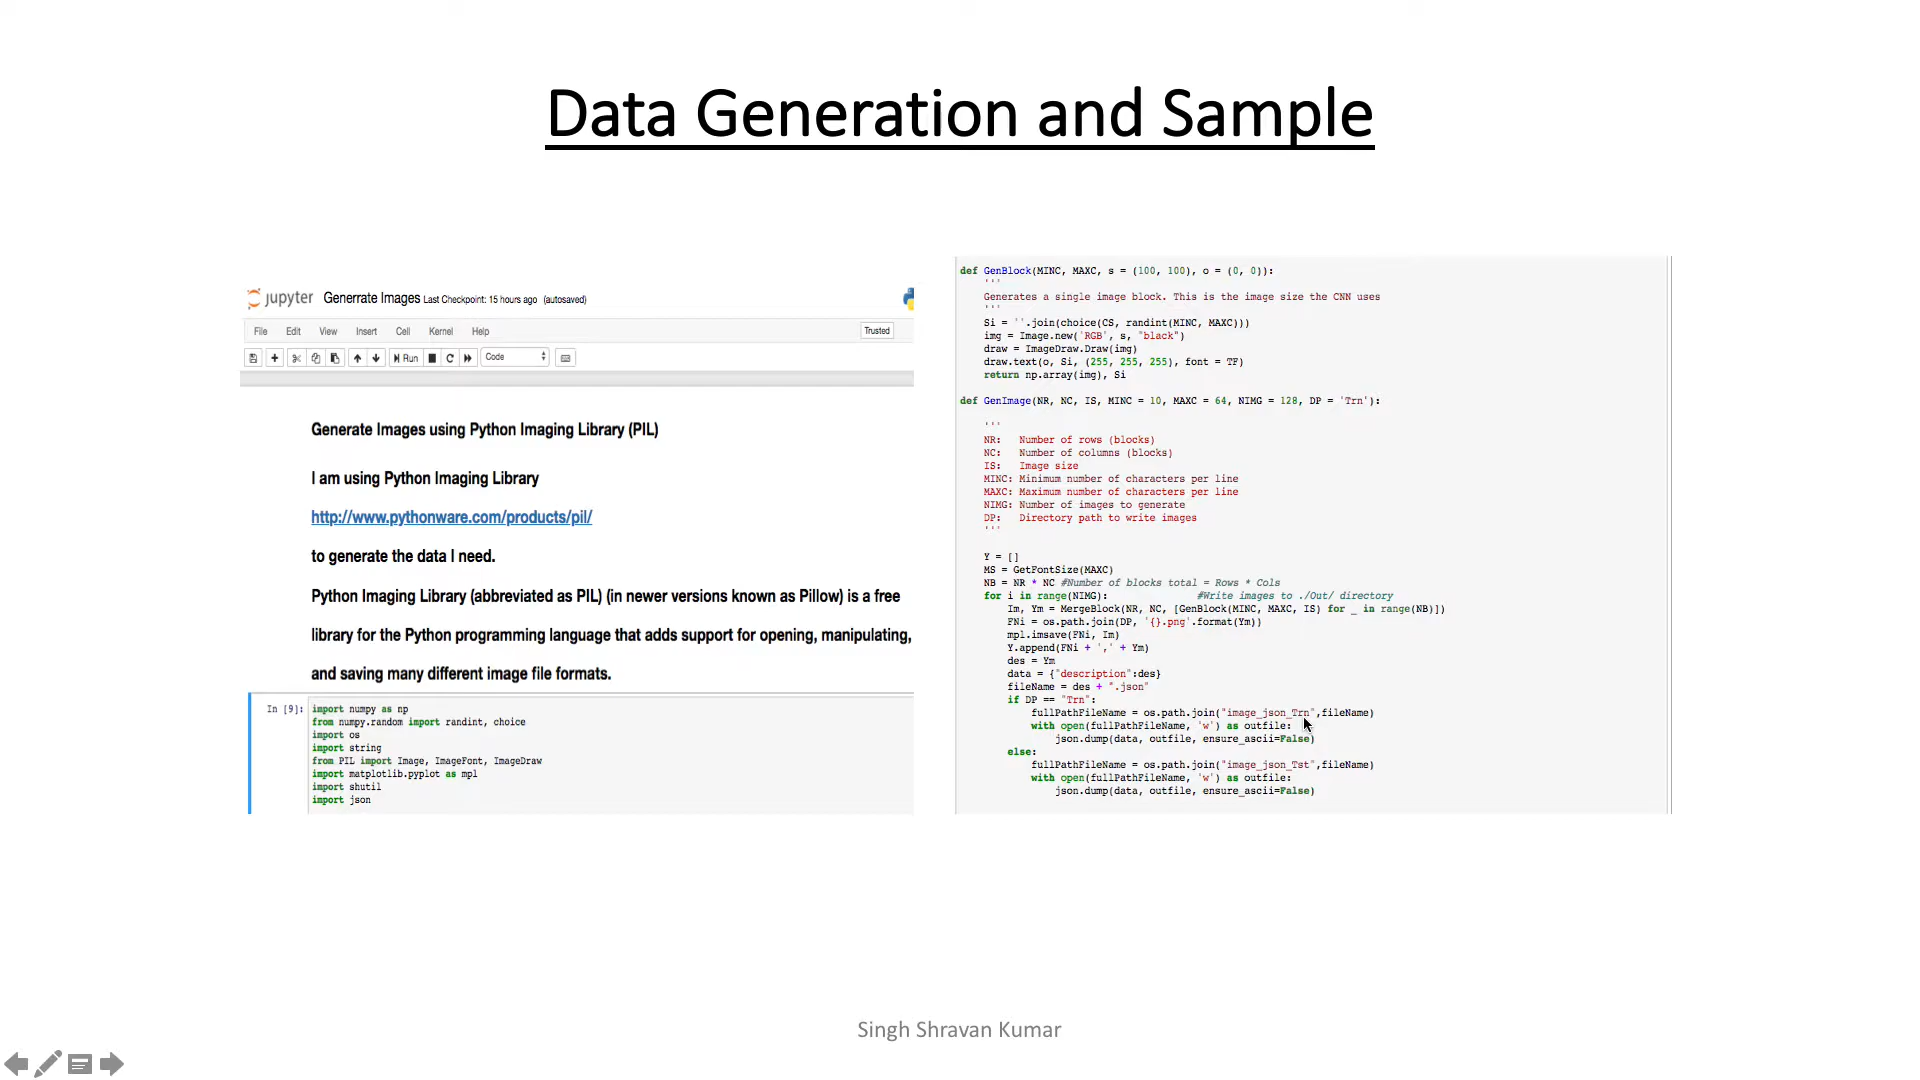 Data Generation and Sample
jupyter Generrate Images Last Checkpoint: 15 hours ago (autosaved)
File Edit View Insert Cell Kernel Help Trusted
Run Code
Generate Images using Python Imaging Library (PIL)
I am using Python Imaging Library
http://www.pythonware.com/products/pil/
to generate the data I need.
Python Imaging Library (abbreviated as PIL) (in newer versions known as Pillow) is a free
library for the Python programming language that adds support for opening, manipulating,
and saving many different image file formats.
In [9]: import numpy as np
from numpy.random import randint, choice
import os
import string
from PIL import Image, ImageFont, ImageDraw
import matplotlib.pyplot as mpl
import shutil
import json
def GenBlock(MINC, MAXC, s = (100, 100), o = (0, 0)):
'''
Generates a single image block. This is the image size the CNN uses
'''
Si = ''.join(choice(CS, randint(MINC, MAXC)))
img = Image.new('RGB', s, "black")
draw = ImageDraw.Draw(img)
draw.text(o, Si, (255, 255, 255), font = TF)
return np.array(img), Si
def GenImage(NR, NC, IS, MINC = 10, MAXC = 64, NIMG = 128, DP = 'Trn'):
'''
NR: Number of rows (blocks)
NC: Number of columns (blocks)
IS: Image size
MINC: Minimum number of characters per line
MAXC: Maximum number of characters per line
NIMG: Number of images to generate
DP: Directory path to write images
'''
Y = []
MS = GetFontSize(MAXC)
NB = NR * NC #Number of blocks total = Rows * Cols
for i in range(NIMG): #Write images to ./Out/ directory
Im, Ym = MergeBlock(NR, NC, [GenBlock(MINC, MAXC, IS) for _ in range(NB)])
FNi = os.path.join(DP, '{}.png'.format(Ym))
mpl.imsave(FNi, Im)
Y.append(FNi + ',' + Ym)
des = Ym
data = {"description":des}
fileName = des + ".json"
if DP == "Trn":
fullPathFileName = os.path.join("image_json_Trn",fileName)
with open(fullPathFileName, 'w') as outfile:
json.dump(data, outfile, ensure_ascii=False)
else:
fullPathFileName = os.path.join("image_json_Tst",fileName)
with open(fullPathFileName, 'w') as outfile:
json.dump(data, outfile, ensure_ascii=False)
Singh Shravan Kumar